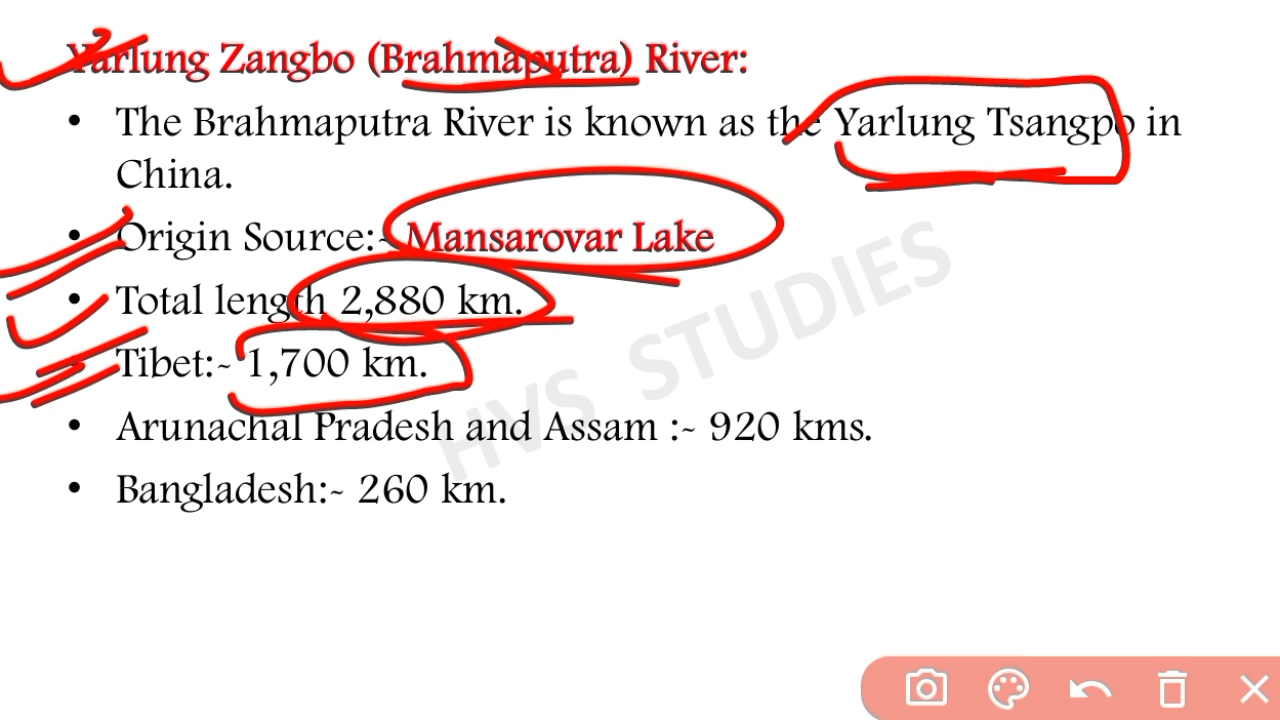 Yarlung Zangbo (Brahmaputra) River:
• The Brahmaputra River is known as the Yarlung Tsangpo in
China.
• Origin Source:- Mansarovar Lake
• Total length 2,880 km.
• Tibet:- 1,700 km.
• Arunachal Pradesh and Assam :- 920 kms.
• Bangladesh:- 260 km.
HVS STUDIES